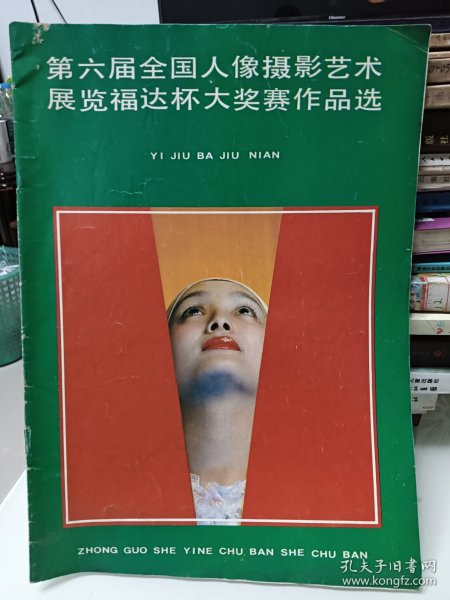 第六届全国人像摄影艺术
展览福达杯大奖赛作品选
YI JIU BA JIU NIAN
ZHONG GUO SHE YINE CHU BAN SHE CHU BAN
孔夫子旧书网
www.kongfz.com